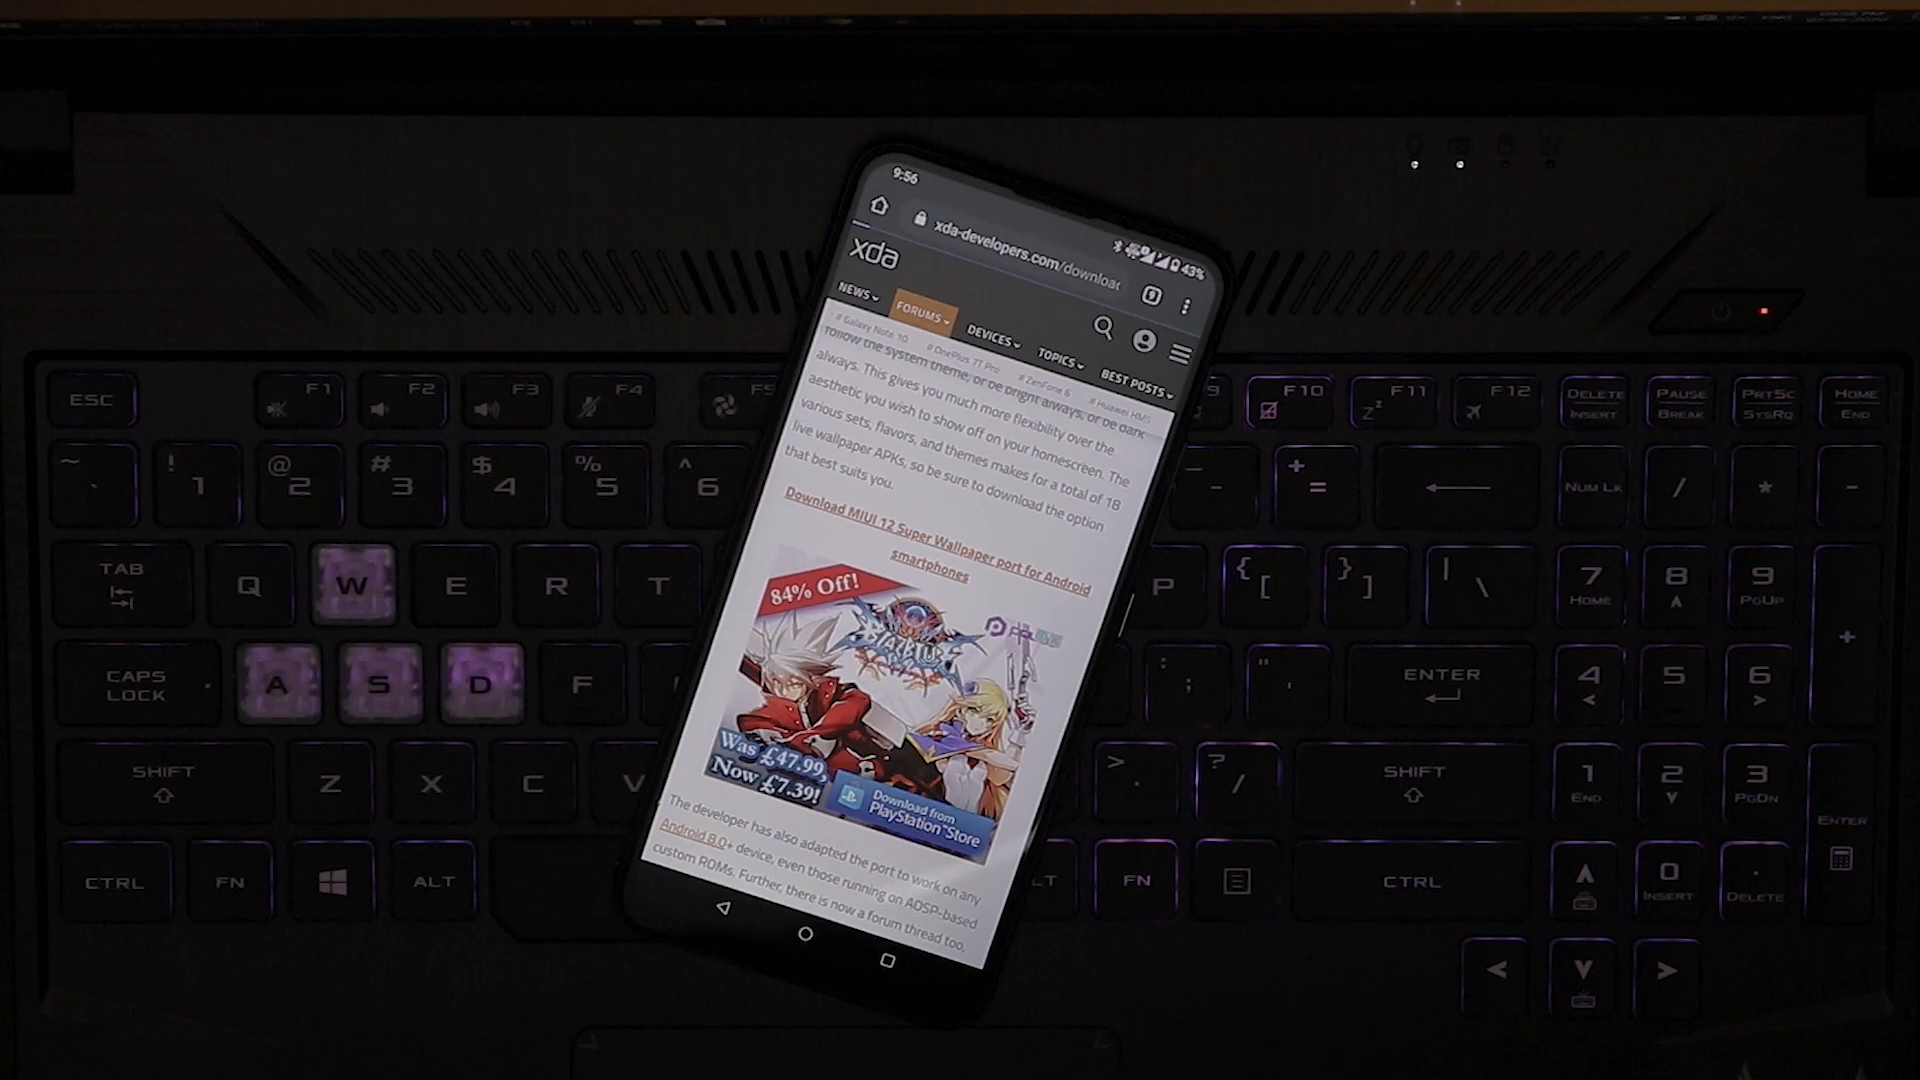 9:56
43%
xda-developers.com/downloac
9
xda
NEWS
FORUMS
DEVICES
TOPICS
BEST POSTS
# Galaxy Note 10
# OnePlus 7T Pro
# ZenFone 6
# Huawei HMS
follow the system theme, or be bright always, or be dark
always. This gives you much more flexibility over the
aesthetic you wish to show off on your homescreen. The
various sets, flavors, and themes makes for a total of 18
live wallpaper APKs, so be sure to download the option
that best suits you.
Download MIUI 12 Super Wallpaper port for Android
smartphones
84% Off!
BLAZBLUE
Was £47.99,
Now £7.39!
Download from
PlayStation™Store
The developer has also adapted the port to work on any
Android 8.0+ device, even those running on AOSP-based
custom ROMs. Further, there is now a forum thread too,
ESC F1 F2 F3 F4 F5 9 F10 F11 F12 DELETE INSERT PAUSE BREAK PRTSC SYSRQ HOME END
~ ` ! 1 @ 2 # 3 $ 4 % 5 ^ 6 _ - + = NUM LK / * -
TAB Q W E R T P { [ } ] | \ 7 HOME 8 9 PGUP +
CAPS LOCK A S D F : ; " ' ENTER 4 < 5 6 >
SHIFT Z X C V > . ? / SHIFT 1 END 2 3 PGDN ENTER
CTRL FN ALT LT FN CTRL 0 INSERT . DELETE